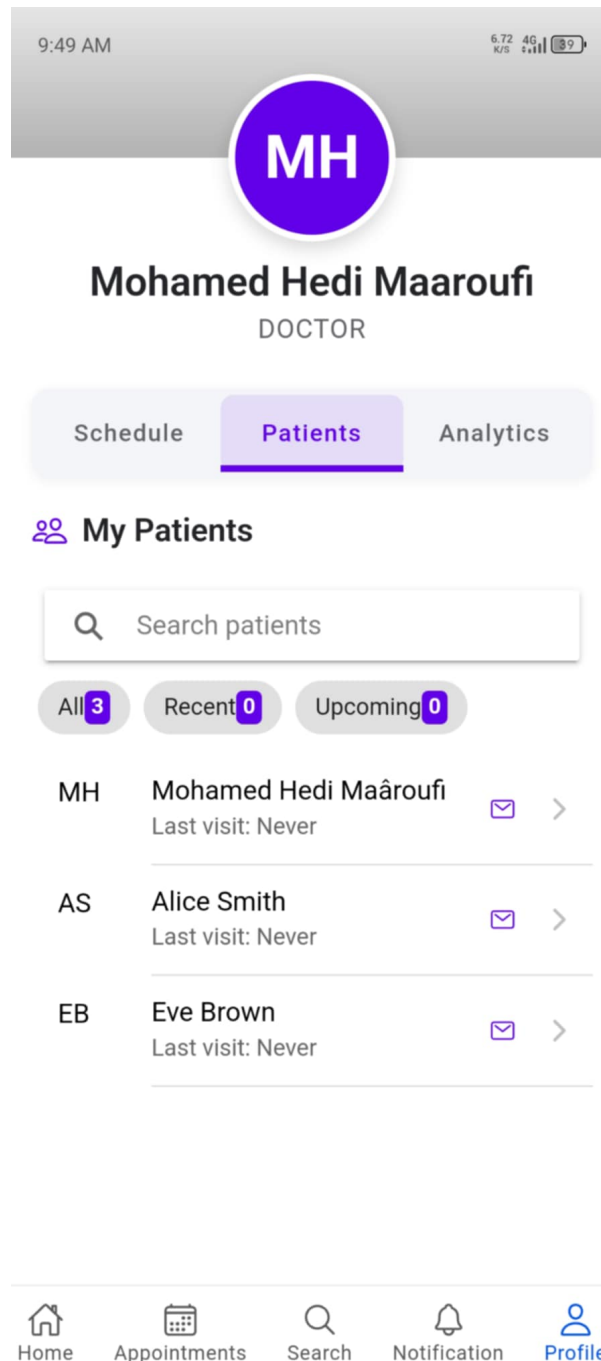 9:49 AM 6.72 K/S 4G 39
MH
Mohamed Hedi Maaroufi
DOCTOR
Schedule Patients Analytics
My Patients
Search patients
All 3 Recent 0 Upcoming 0
MH Mohamed Hedi Maâroufi
Last visit: Never
AS Alice Smith
Last visit: Never
EB Eve Brown
Last visit: Never
Home Appointments Search Notification Profile